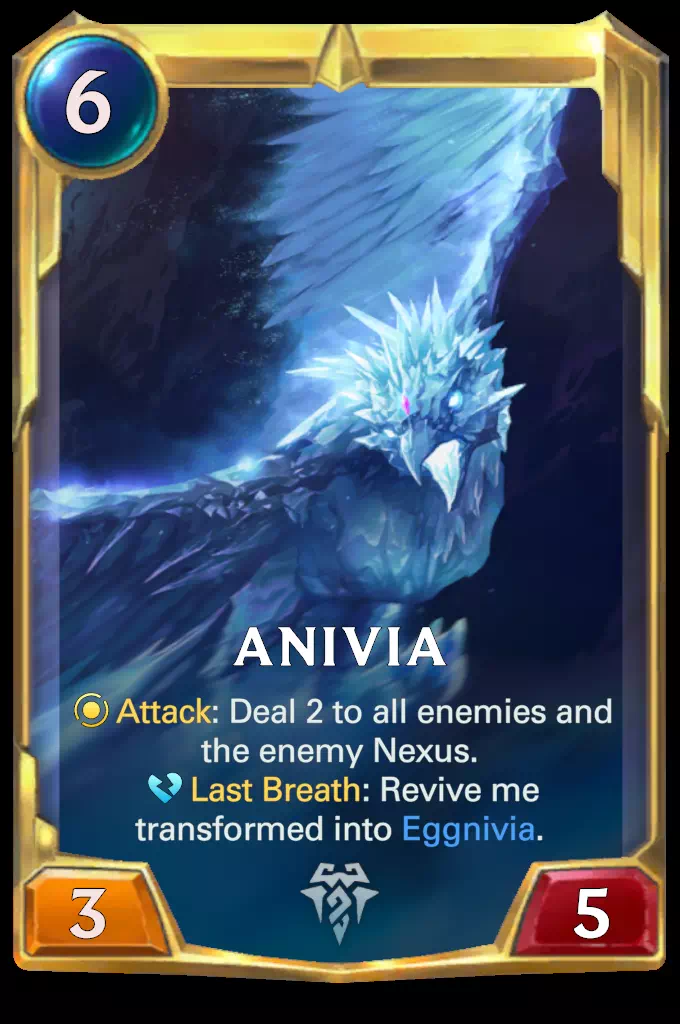 6
ANIVIA
Attack: Deal 2 to all enemies and
the enemy Nexus.
Last Breath: Revive me
transformed into Eggnivia.
3
5